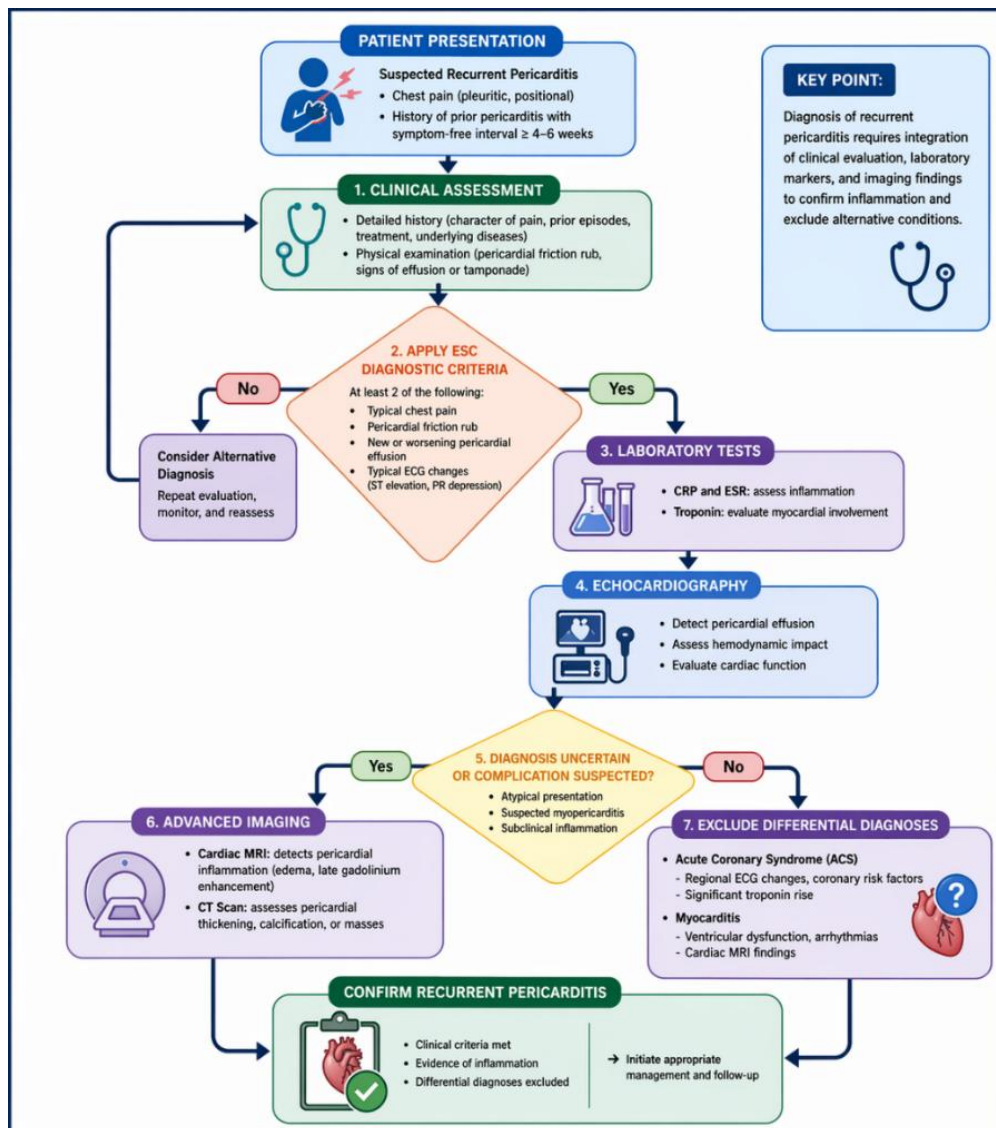 PATIENT PRESENTATION
Suspected Recurrent Pericarditis
• Chest pain (pleuritic, positional)
• History of prior pericarditis with
symptom-free interval ≥ 4–6 weeks
KEY POINT:
Diagnosis of recurrent
pericarditis requires integration
of clinical evaluation, laboratory
markers, and imaging findings
to confirm inflammation and
exclude alternative conditions.
1. CLINICAL ASSESSMENT
• Detailed history (character of pain, prior episodes,
treatment, underlying diseases)
• Physical examination (pericardial friction rub,
signs of effusion or tamponade)
2. APPLY ESC
DIAGNOSTIC CRITERIA
At least 2 of the following:
• Typical chest pain
• Pericardial friction rub
• New or worsening pericardial
effusion
• Typical ECG changes
(ST elevation, PR depression)
No
Yes
Consider Alternative
Diagnosis
Repeat evaluation,
monitor, and reassess
3. LABORATORY TESTS
• CRP and ESR: assess inflammation
• Troponin: evaluate myocardial involvement
4. ECHOCARDIOGRAPHY
• Detect pericardial effusion
• Assess hemodynamic impact
• Evaluate cardiac function
5. DIAGNOSIS UNCERTAIN
OR COMPLICATION SUSPECTED?
• Atypical presentation
• Suspected myopericarditis
• Subclinical inflammation
Yes
No
6. ADVANCED IMAGING
• Cardiac MRI: detects pericardial
inflammation (edema, late gadolinium
enhancement)
• CT Scan: assesses pericardial
thickening, calcification, or masses
7. EXCLUDE DIFFERENTIAL DIAGNOSES
• Acute Coronary Syndrome (ACS)
- Regional ECG changes, coronary risk factors
- Significant troponin rise
• Myocarditis
- Ventricular dysfunction, arrhythmias
- Cardiac MRI findings
?
CONFIRM RECURRENT PERICARDITIS
• Clinical criteria met
• Evidence of inflammation
• Differential diagnoses excluded
→ Initiate appropriate
management and follow-up